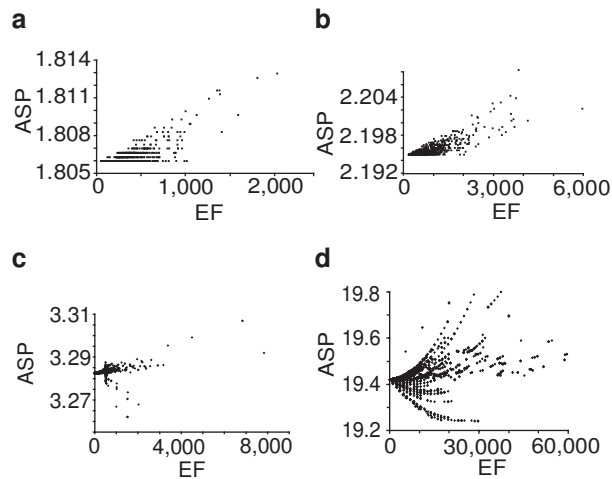 a
ASP
1.814
1.811
1.808
1.805
0
1,000
2,000
EF
b
ASP
2.204
2.196
2.192
0
3,000
6,000
EF
c
ASP
3.31
3.29
3.27
0
4,000
8,000
EF
d
ASP
19.8
19.6
19.4
19.2
0
30,000
60,000
EF